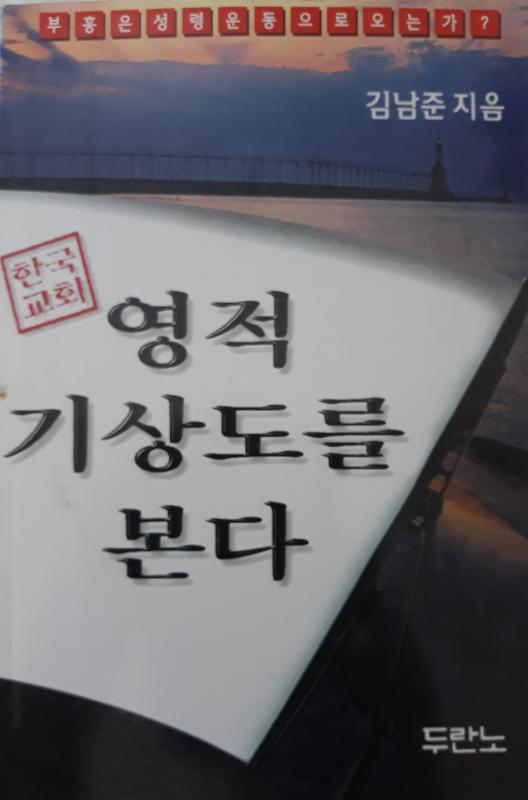 부흥은성령운동으로오는가?
김남준 지음
한국
교회
영적
기상도를
본다
두란노